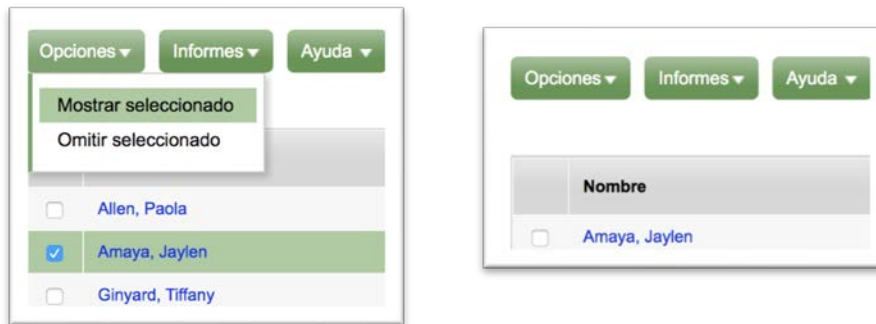 Opciones Informes Ayuda
Mostrar seleccionado
Omitir seleccionado
Allen, Paola
Amaya, Jaylen
Ginyard, Tiffany
Opciones Informes Ayuda
Nombre
Amaya, Jaylen